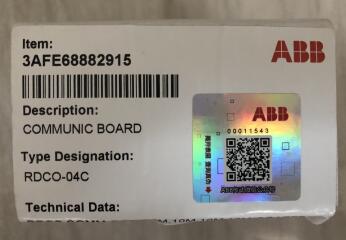 Item:
ABB
3AFE68882915
Description:
COMMUNIC BOARD
ABB
00011543
Type Designation:
RDCO-04C
Technical Data: